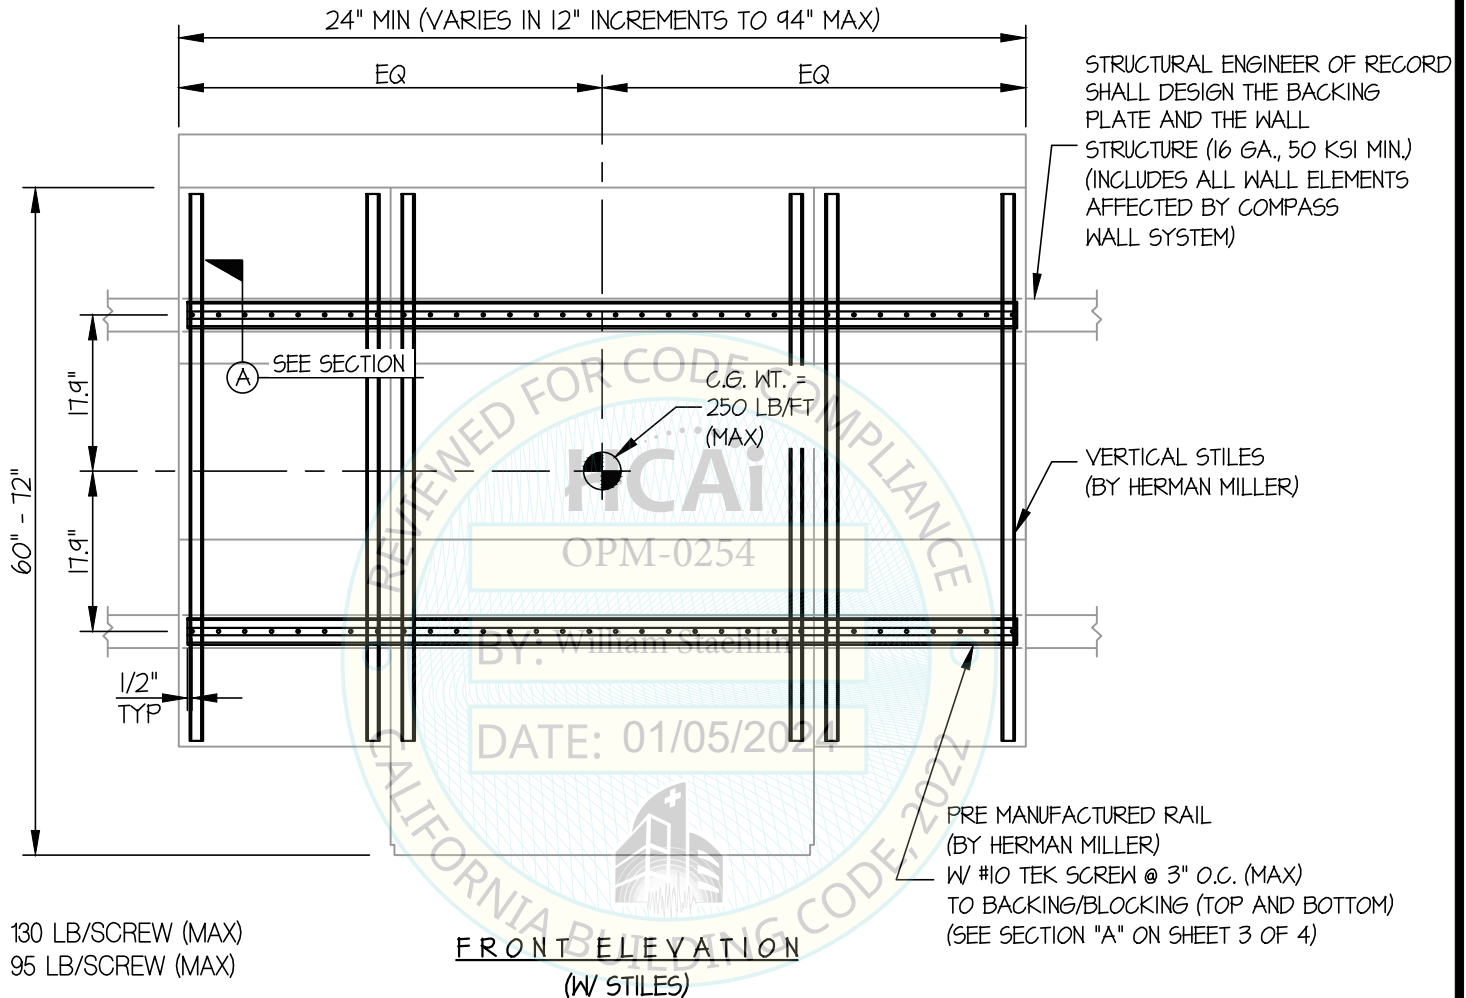 24" MIN (VARIES IN 12" INCREMENTS TO 94" MAX)
EQ
EQ
STRUCTURAL ENGINEER OF RECORD
SHALL DESIGN THE BACKING
PLATE AND THE WALL
STRUCTURE (16 GA., 50 KSI MIN.)
(INCLUDES ALL WALL ELEMENTS
AFFECTED BY COMPASS
WALL SYSTEM)
A
SEE SECTION
17.9"
17.9"
60" - 72"
C.G. WT. =
250 LB/FT
(MAX)
VERTICAL STILES
(BY HERMAN MILLER)
REVIEWED FOR CODE COMPLIANCE
HCAi
OPM-0254
BY: William Staehlin
DATE: 01/05/2024
CALIFORNIA BUILDING CODE, 2022
1/2"
TYP
PRE MANUFACTURED RAIL
(BY HERMAN MILLER)
W/ #10 TEK SCREW @ 3" O.C. (MAX)
TO BACKING/BLOCKING (TOP AND BOTTOM)
(SEE SECTION "A" ON SHEET 3 OF 4)
130 LB/SCREW (MAX)
95 LB/SCREW (MAX)
FRONT ELEVATION
(W/ STILES)